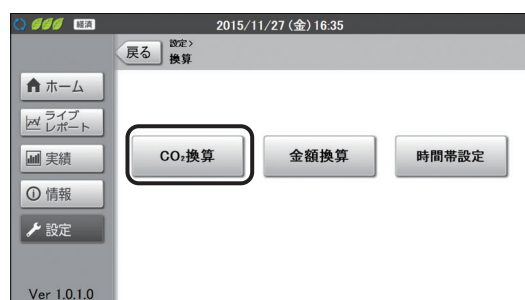 経済
2015/11/27(金)16:35
戻る
設定>
換算
ホーム
ライブ
レポート
実績
情報
設定
CO₂換算
金額換算
時間帯設定
Ver 1.0.1.0